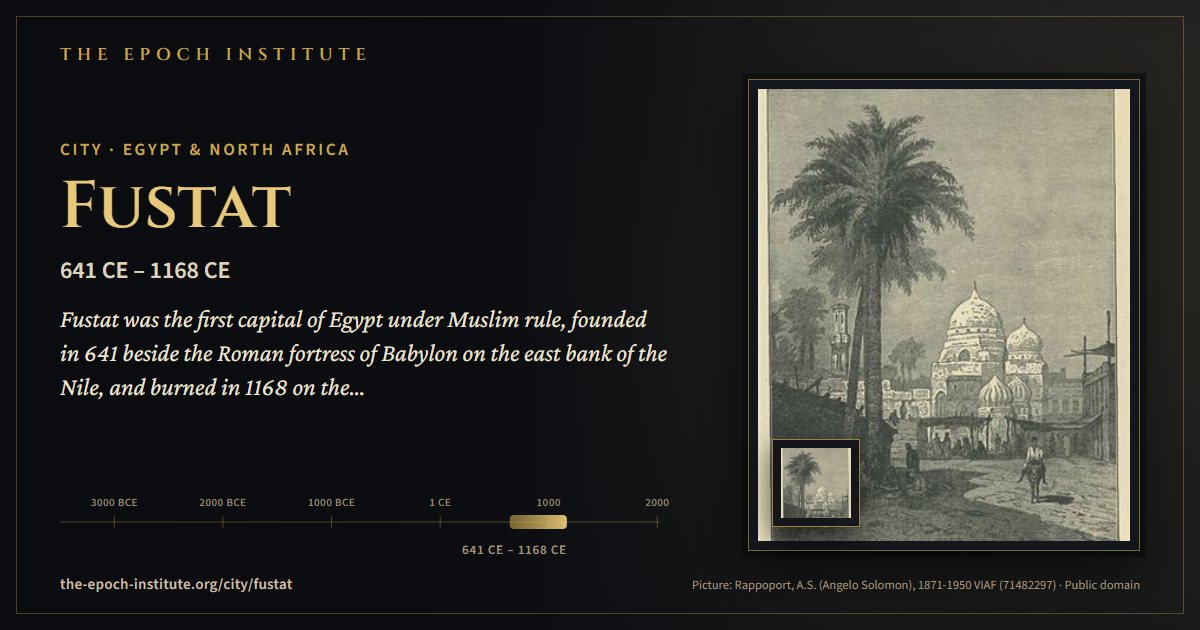 THE EPOCH INSTITUTE
CITY · EGYPT & NORTH AFRICA
FUSTAT
641 CE – 1168 CE
Fustat was the first capital of Egypt under Muslim rule, founded
in 641 beside the Roman fortress of Babylon on the east bank of the
Nile, and burned in 1168 on the...
3000 BCE 2000 BCE 1000 BCE 1 CE 1000 2000
641 CE – 1168 CE
the-epoch-institute.org/city/fustat
Picture: Rappoport, A.S. (Angelo Solomon), 1871-1950 VIAF (71482297) · Public domain